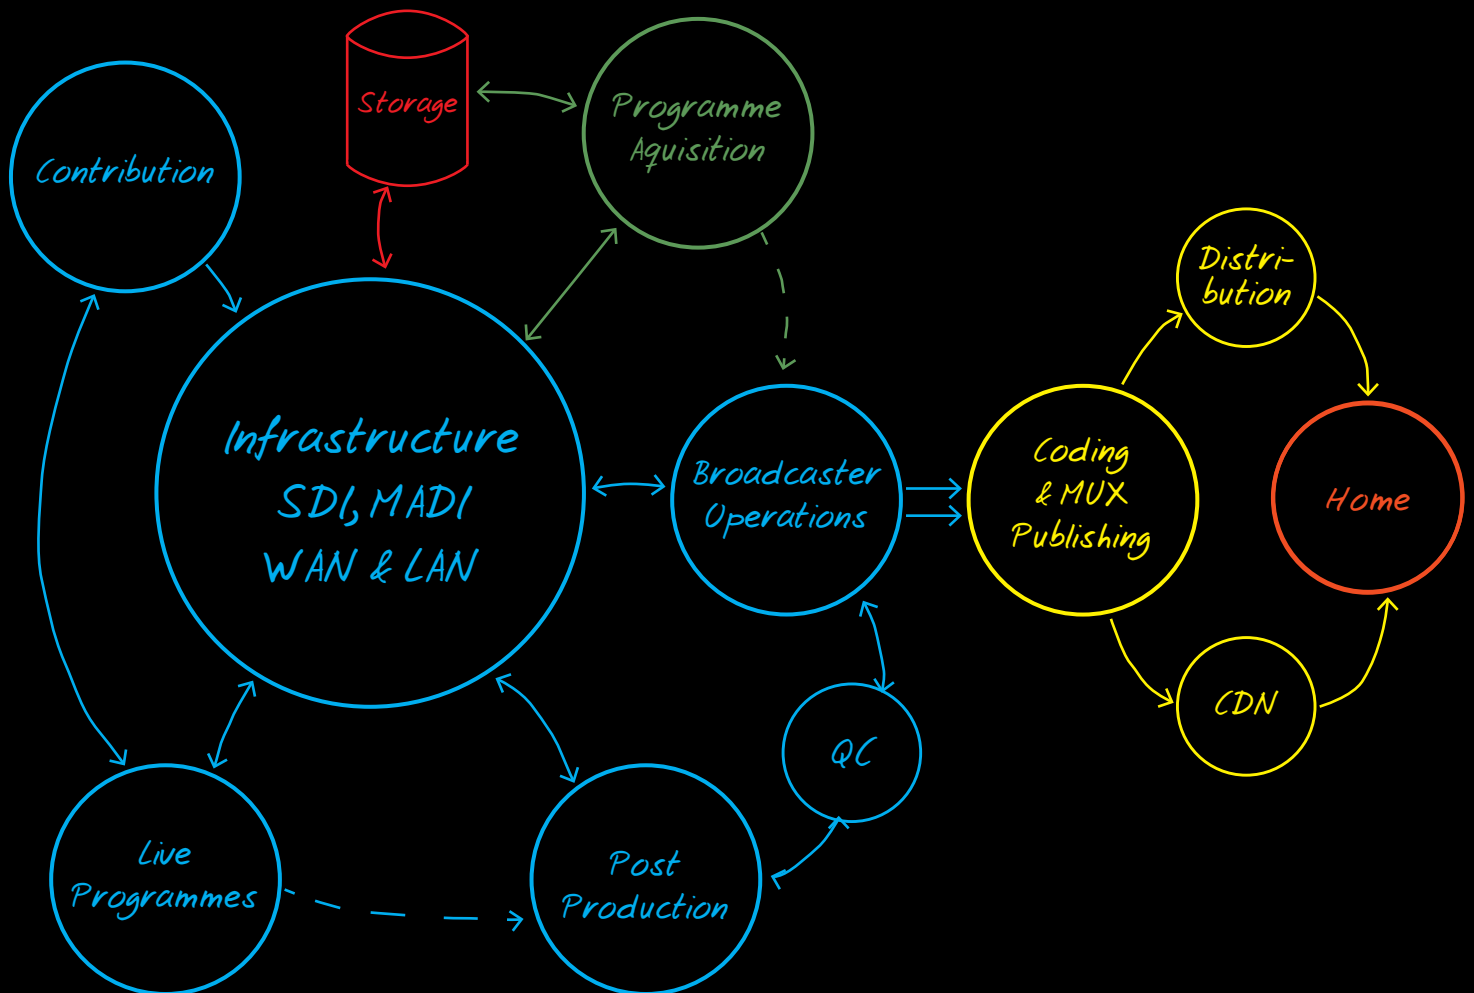 Storage
Programme
Aquisition
Contribution
Distri-
bution
Infrastructure
SDI, MADI
WAN & LAN
Broadcaster
Operations
Coding
& MUX
Publishing
Home
CDN
QC
Live
Programmes
Post
Production